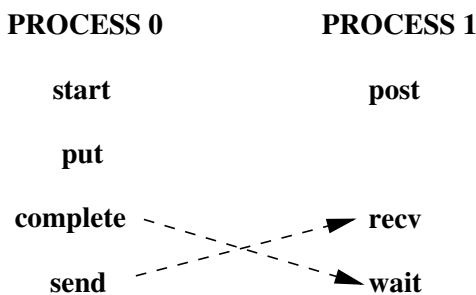 PROCESS 0 PROCESS 1
start post
put
complete recv
send wait